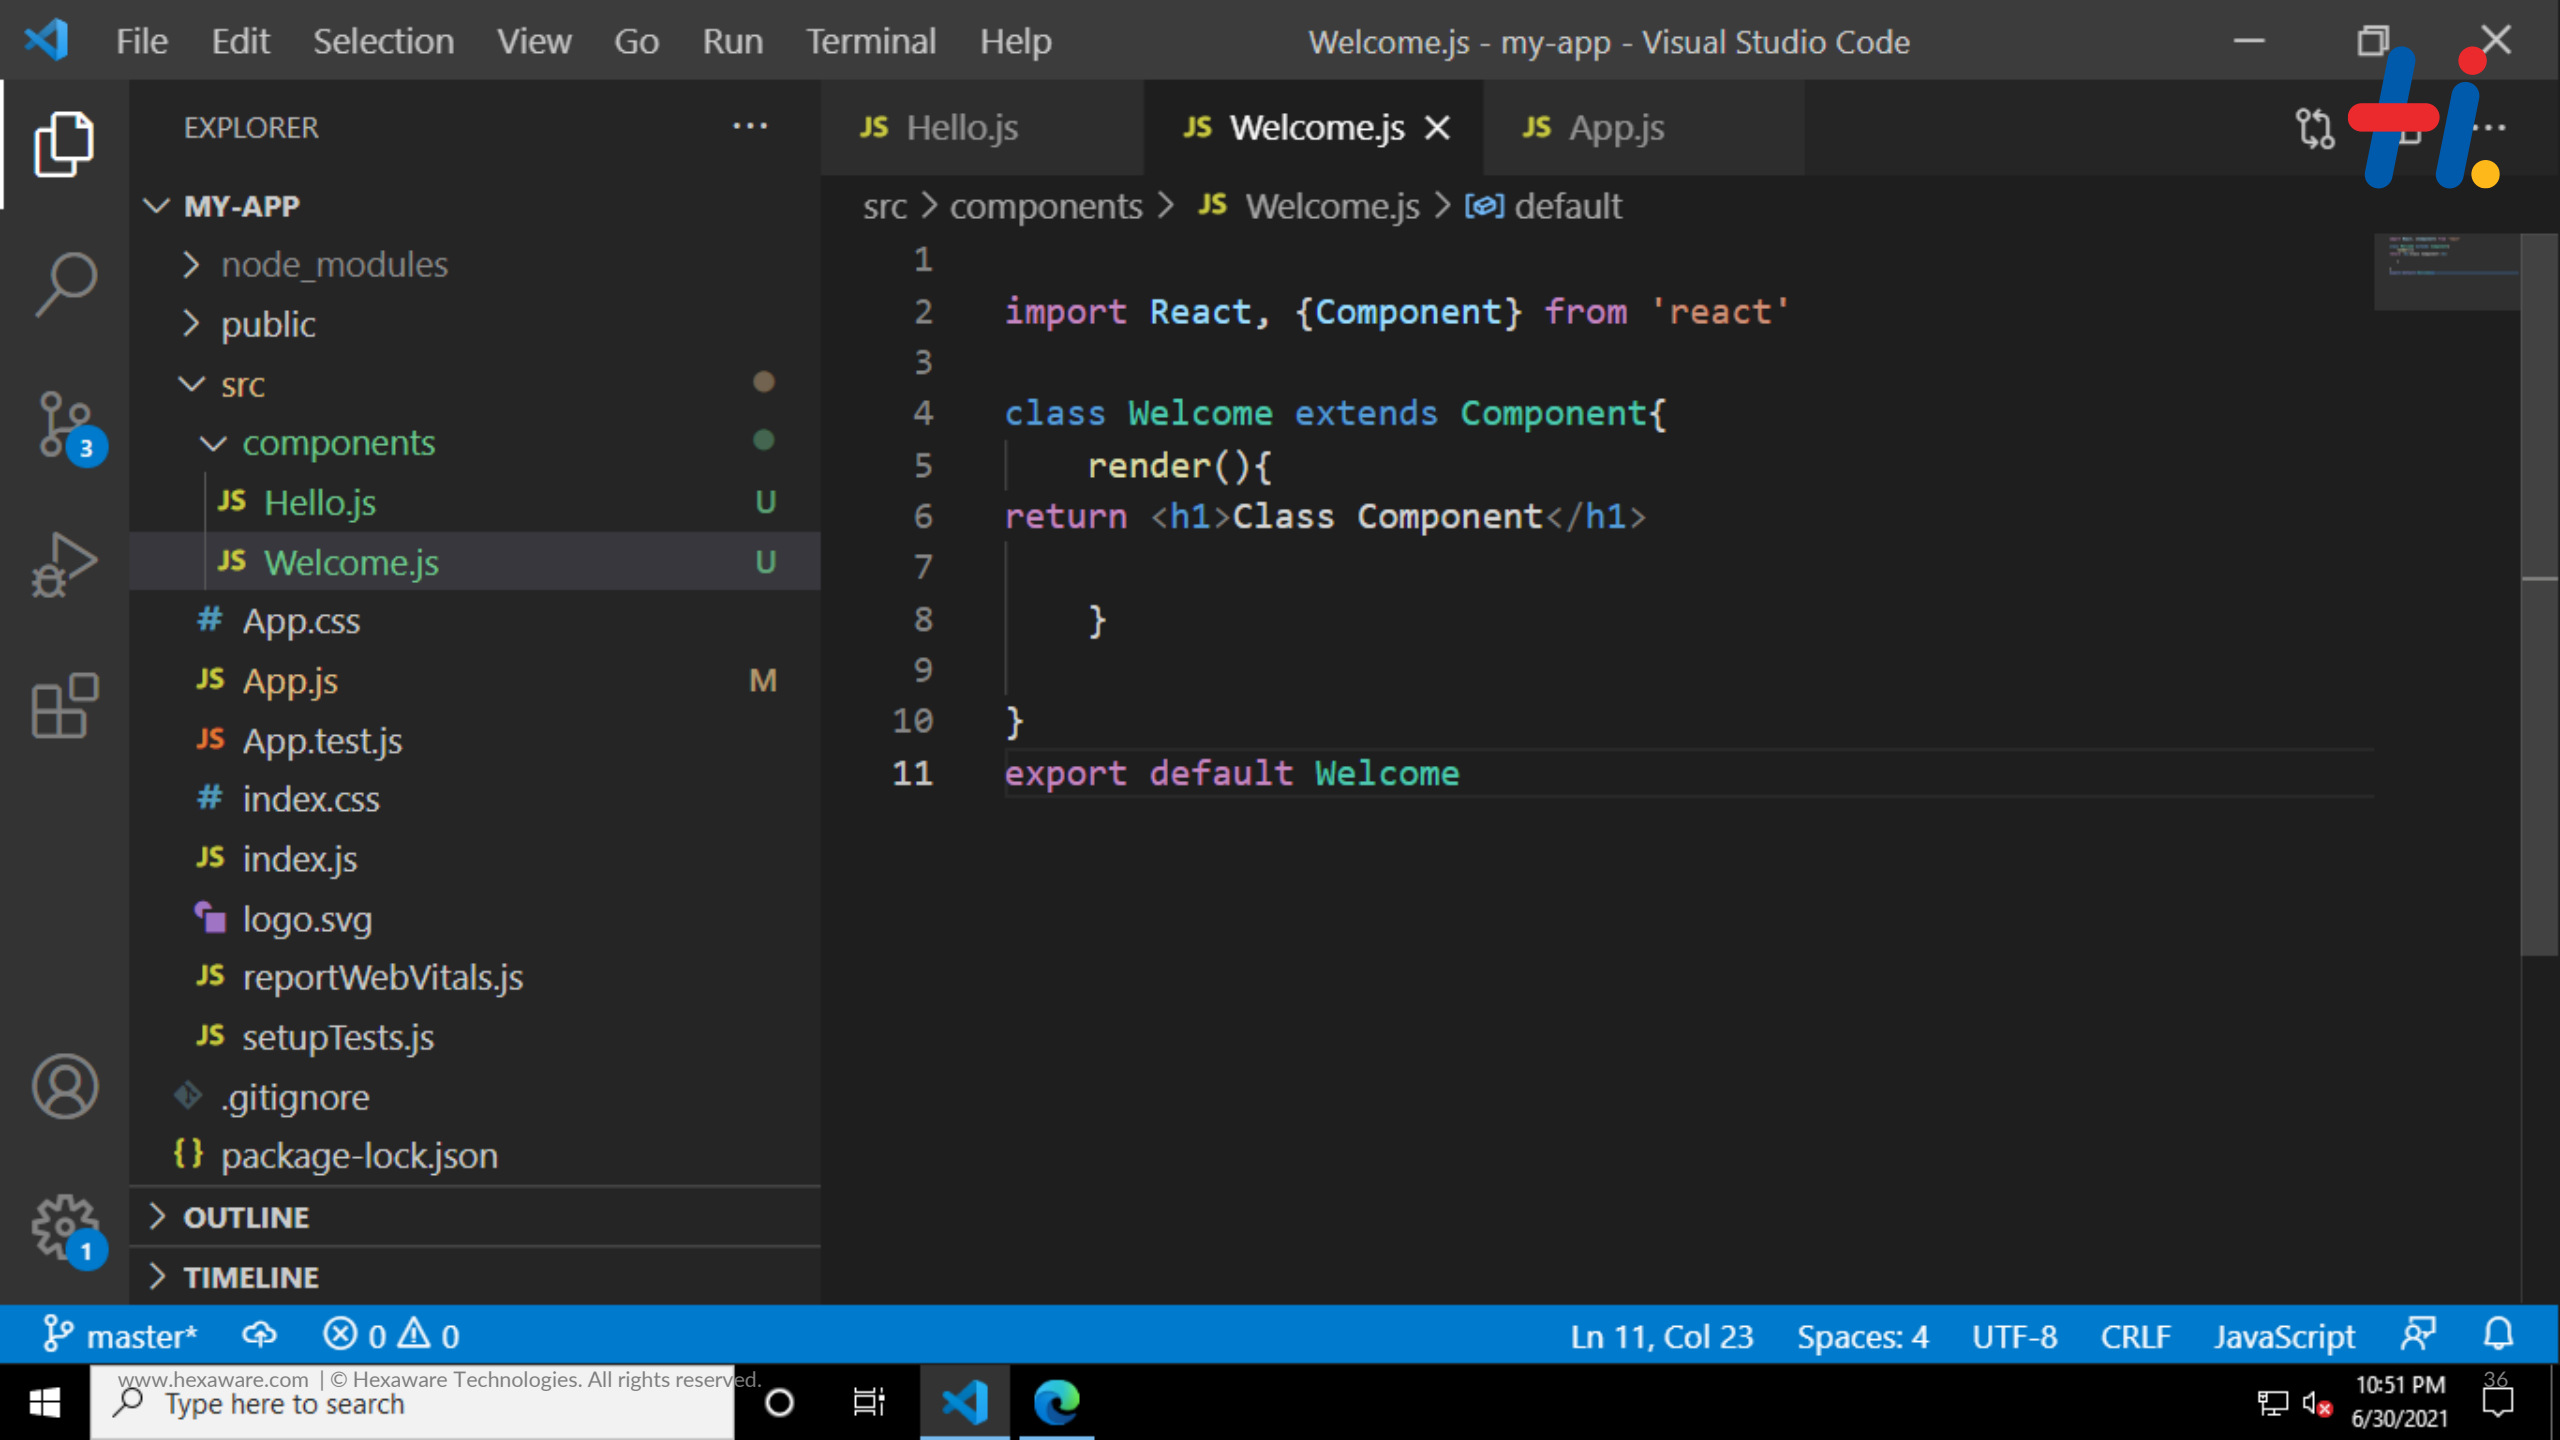 File Edit Selection View Go Run Terminal Help Welcome.js - my-app - Visual Studio Code
EXPLORER
MY-APP
node_modules
public
src
components
JS Hello.js U
JS Welcome.js U
# App.css
JS App.js M
JS App.test.js
# index.css
JS index.js
logo.svg
JS reportWebVitals.js
JS setupTests.js
.gitignore
{} package-lock.json
OUTLINE
TIMELINE
3
1
JS Hello.js JS Welcome.js JS App.js
Hi.
src > components > JS Welcome.js > default
1
2 import React, {Component} from 'react'
3
4 class Welcome extends Component{
5 render(){
6 return <h1>Class Component</h1>
7
8 }
9
10 }
11 export default Welcome
master* 0 0 Ln 11, Col 23 Spaces: 4 UTF-8 CRLF JavaScript
www.hexaware.com | © Hexaware Technologies. All rights reserved. 36
Type here to search
10:51 PM
6/30/2021